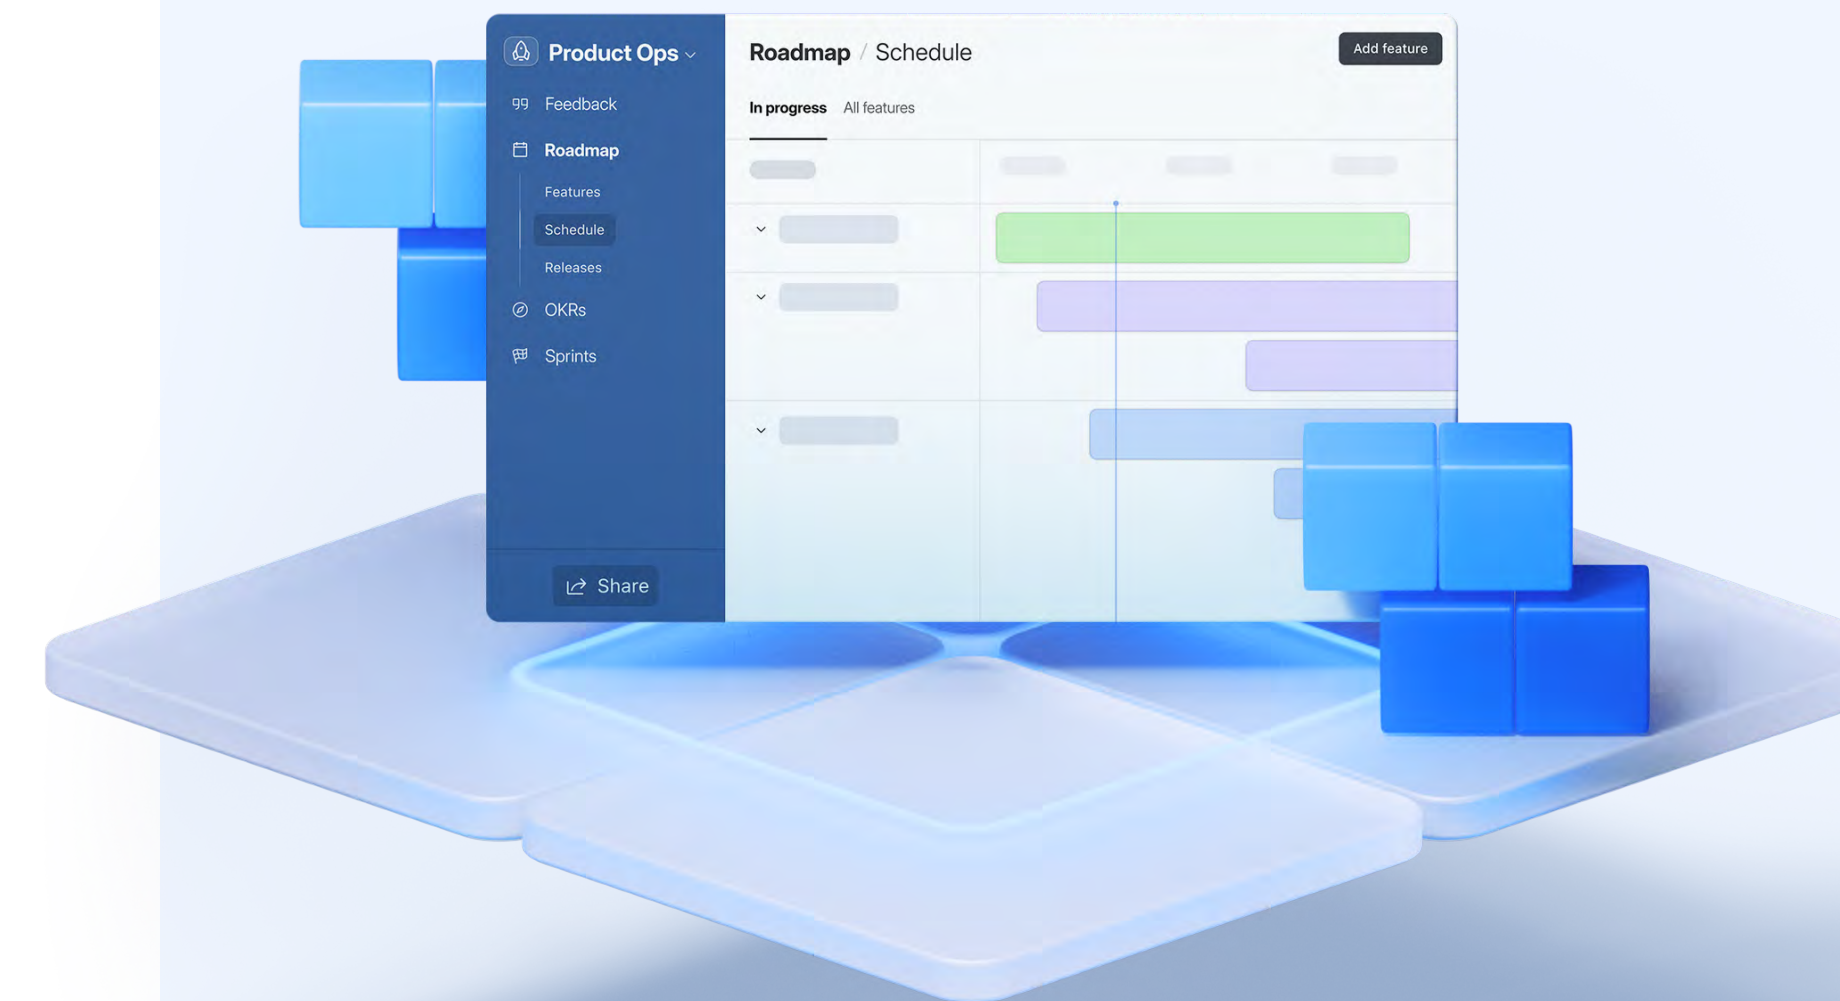 Product Ops
Feedback
Roadmap
Features
Schedule
Releases
OKRs
Sprints
Share
Roadmap / Schedule
Add feature
In progress All features